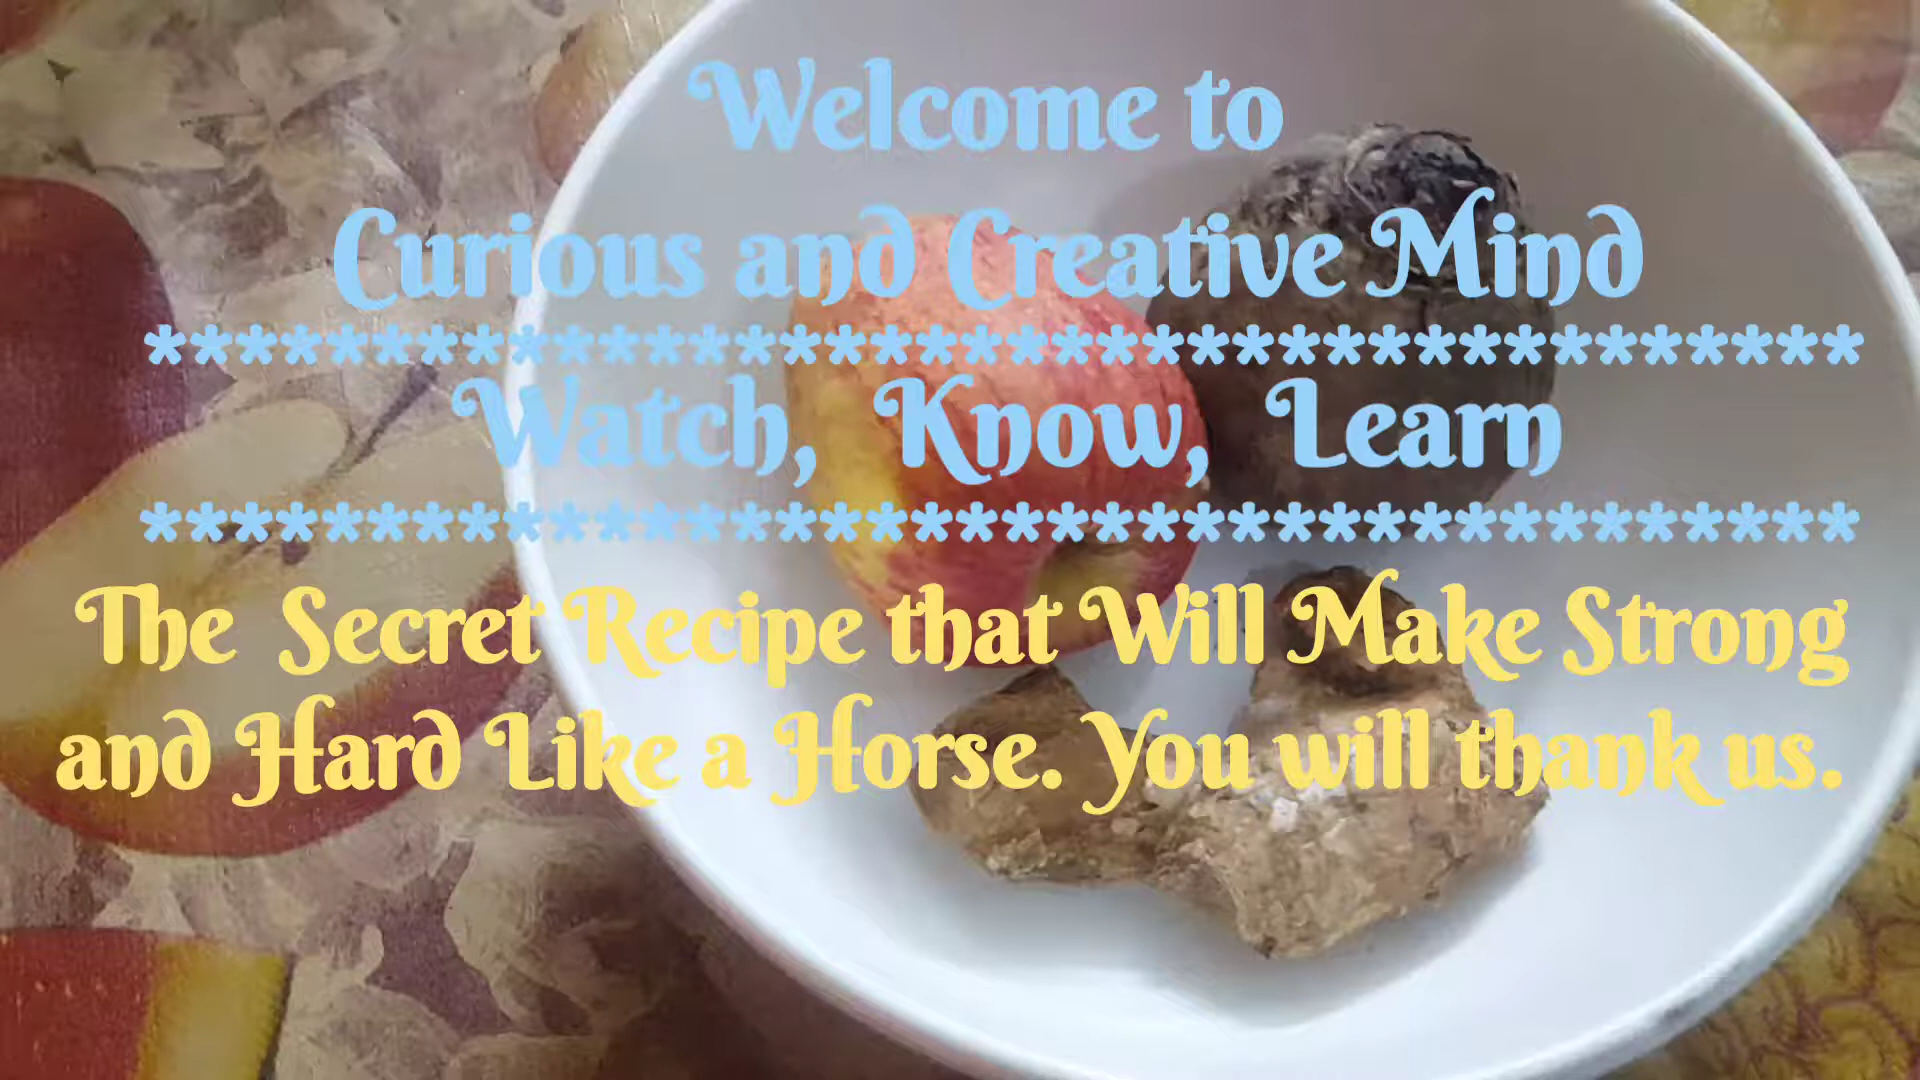 Welcome to
Curious and Creative Mind
**************************************
Watch, Know, Learn
**************************************
The Secret Recipe that Will Make Strong
and Hard Like a Horse. You will thank us.